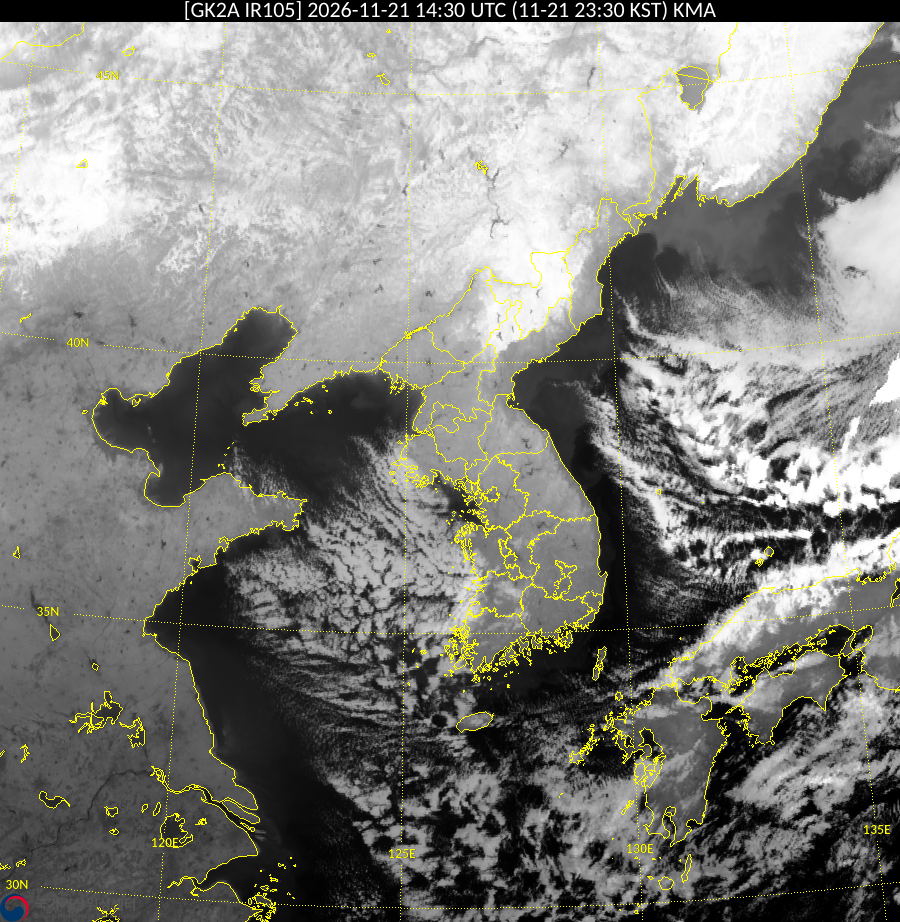 [GK2A IR105] 2026-11-21 14:30 UTC (11-21 23:30 KST) KMA
45N
40N
35N
120E
125E
130E
135E
30N